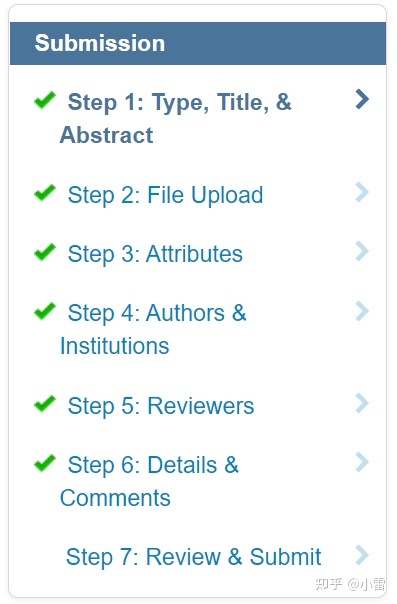 Submission
Step 1: Type, Title, &
Abstract
Step 2: File Upload
Step 3: Attributes
Step 4: Authors &
Institutions
Step 5: Reviewers
Step 6: Details &
Comments
Step 7: Review & Submit
知乎 @小雷